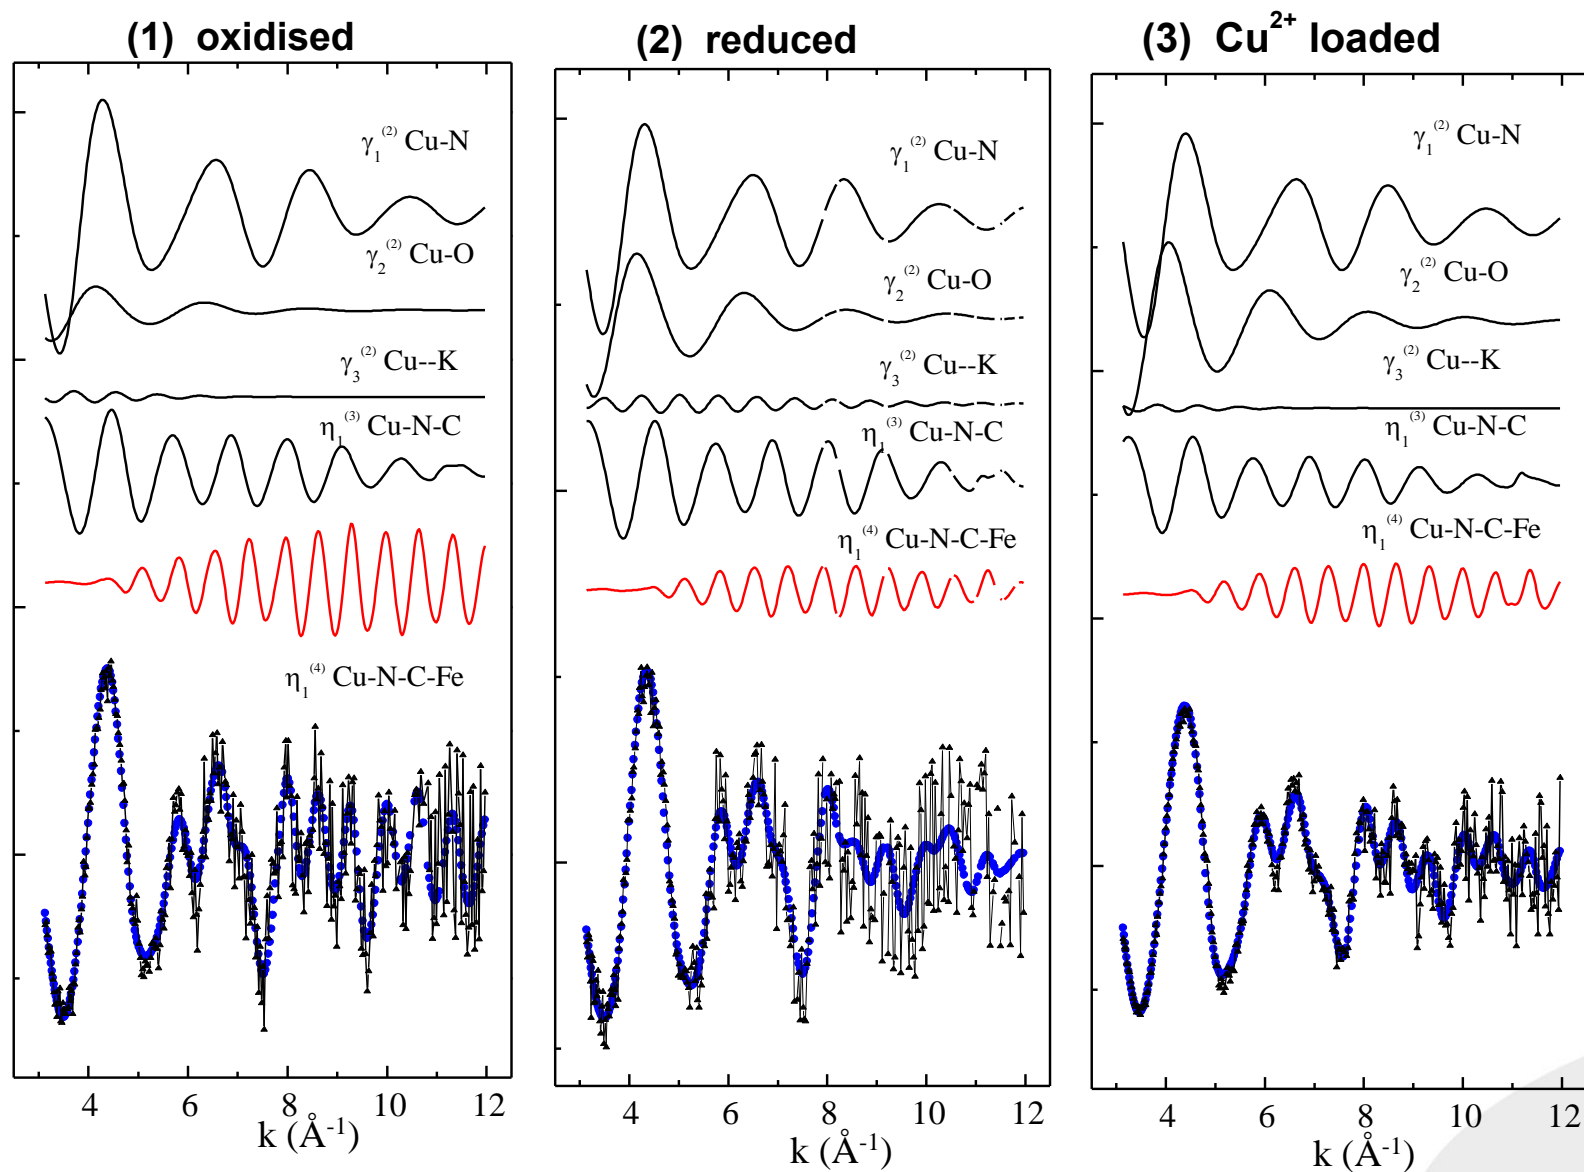 (1) oxidised
γ₁⁽²⁾ Cu-N
γ₂⁽²⁾ Cu-O
γ₃⁽²⁾ Cu--K
η₁⁽³⁾ Cu-N-C
η₁⁽⁴⁾ Cu-N-C-Fe
4 6 8 10 12
k (Å⁻¹)
(2) reduced
γ₁⁽²⁾ Cu-N
γ₂⁽²⁾ Cu-O
γ₃⁽²⁾ Cu--K
η₁⁽³⁾ Cu-N-C
η₁⁽⁴⁾ Cu-N-C-Fe
4 6 8 10 12
k (Å⁻¹)
(3) Cu²⁺ loaded
γ₁⁽²⁾ Cu-N
γ₂⁽²⁾ Cu-O
γ₃⁽²⁾ Cu--K
η₁⁽³⁾ Cu-N-C
η₁⁽⁴⁾ Cu-N-C-Fe
4 6 8 10 12
k (Å⁻¹)